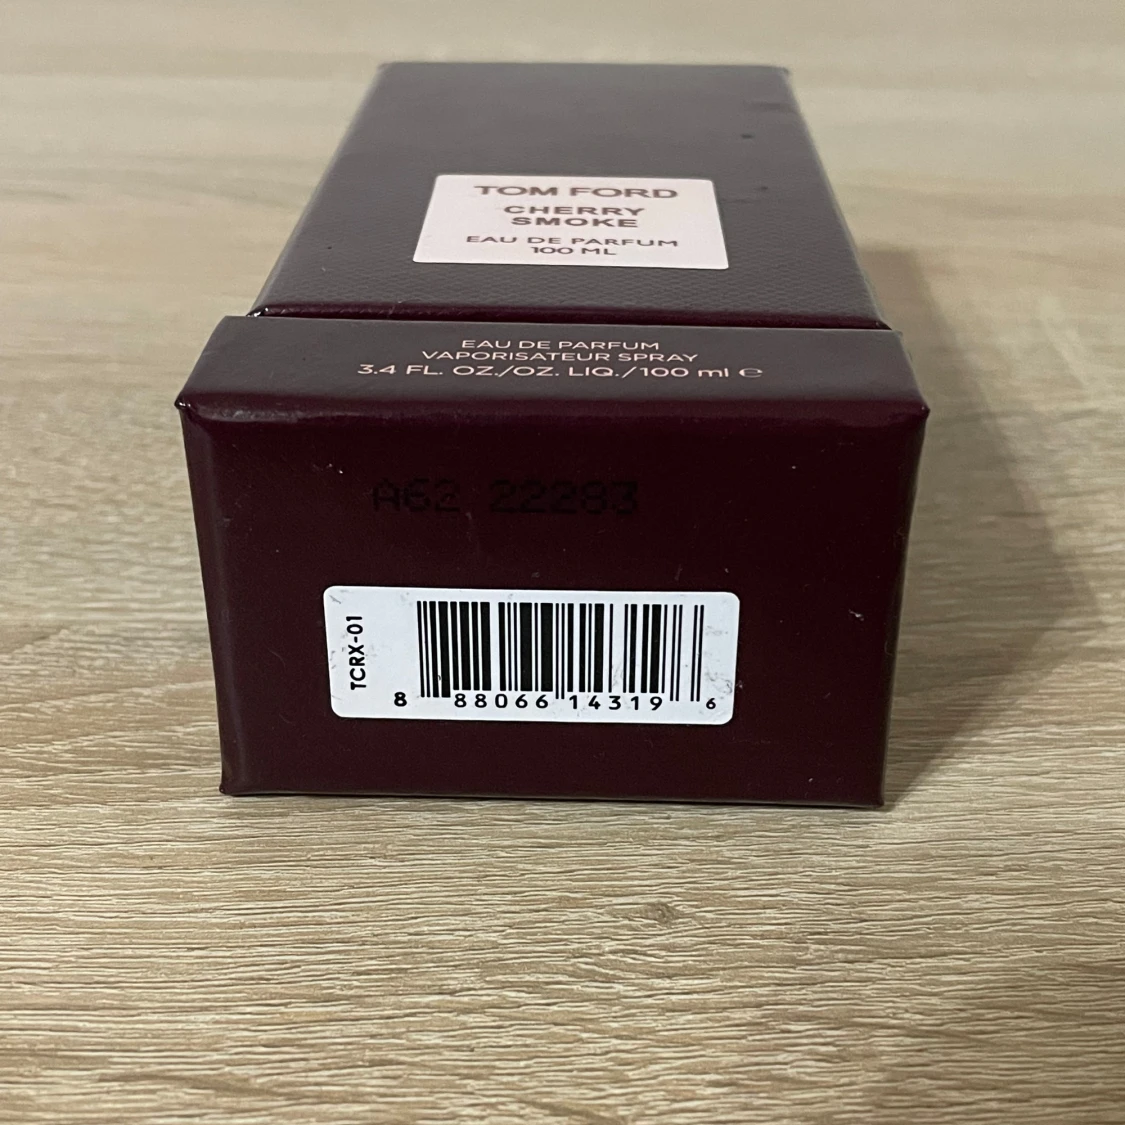 TOM FORD
CHERRY
SMOKE
EAU DE PARFUM
100 ML
EAU DE PARFUM
VAPORISATEUR SPRAY
3.4 FL. OZ./OZ. LIQ./100 ml ℮
A62 22283
TCRX-01
8 88066 14319 6